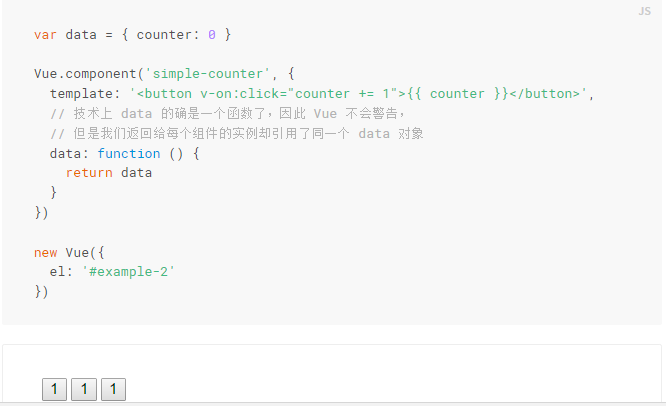 JS
var data = { counter: 0 }
Vue.component('simple-counter', {
  template: '<button v-on:click="counter += 1">{{ counter }}</button>',
  // 技术上 data 的确是一个函数了，因此 Vue 不会警告，
  // 但是我们返回给每个组件的实例却引用了同一个 data 对象
  data: function () {
    return data
  }
})
new Vue({
  el: '#example-2'
})
1 1 1